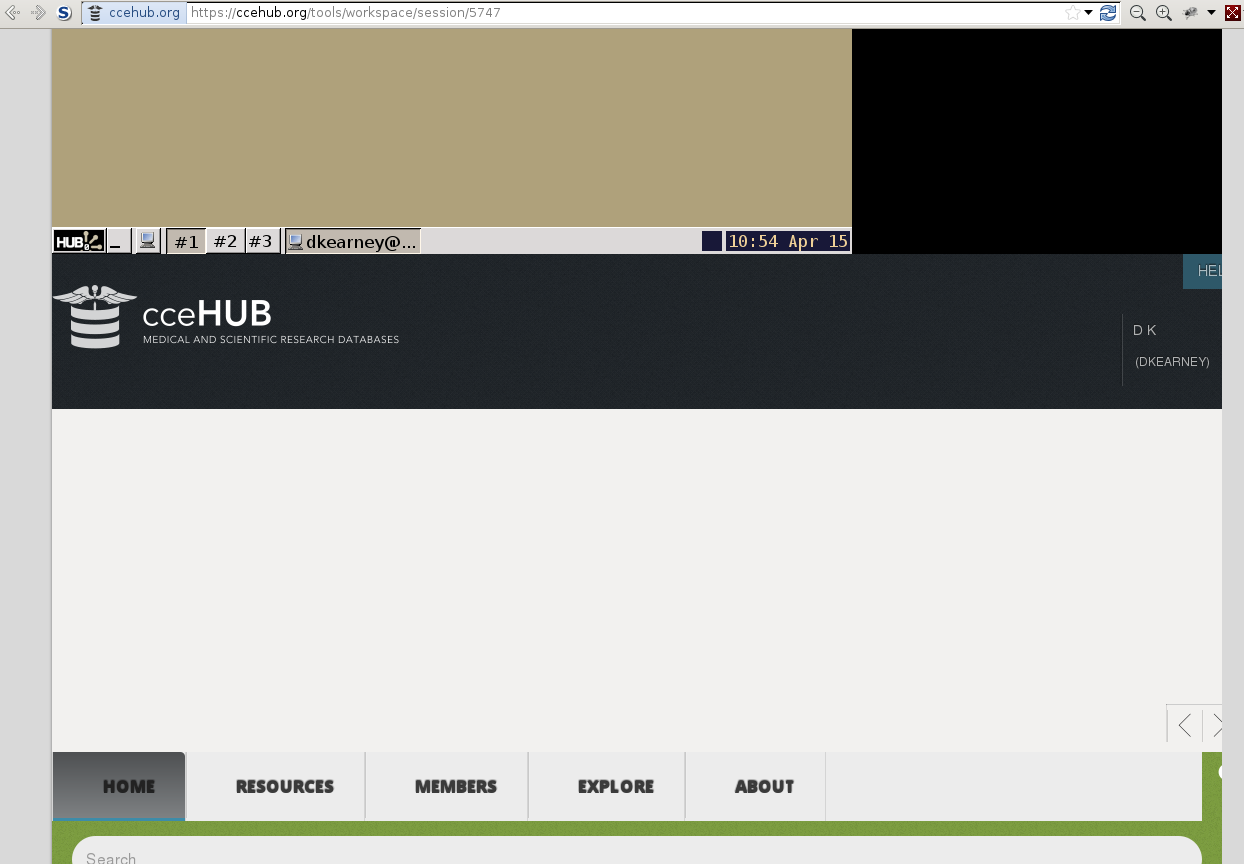 ccehub.org https://ccehub.org/tools/workspace/session/5747
HUB #1 #2 #3 dkearney@... 10:54 Apr 15
cceHUB
MEDICAL AND SCIENTIFIC RESEARCH DATABASES
HEL
D K
(DKEARNEY)
HOME RESOURCES MEMBERS EXPLORE ABOUT
Search